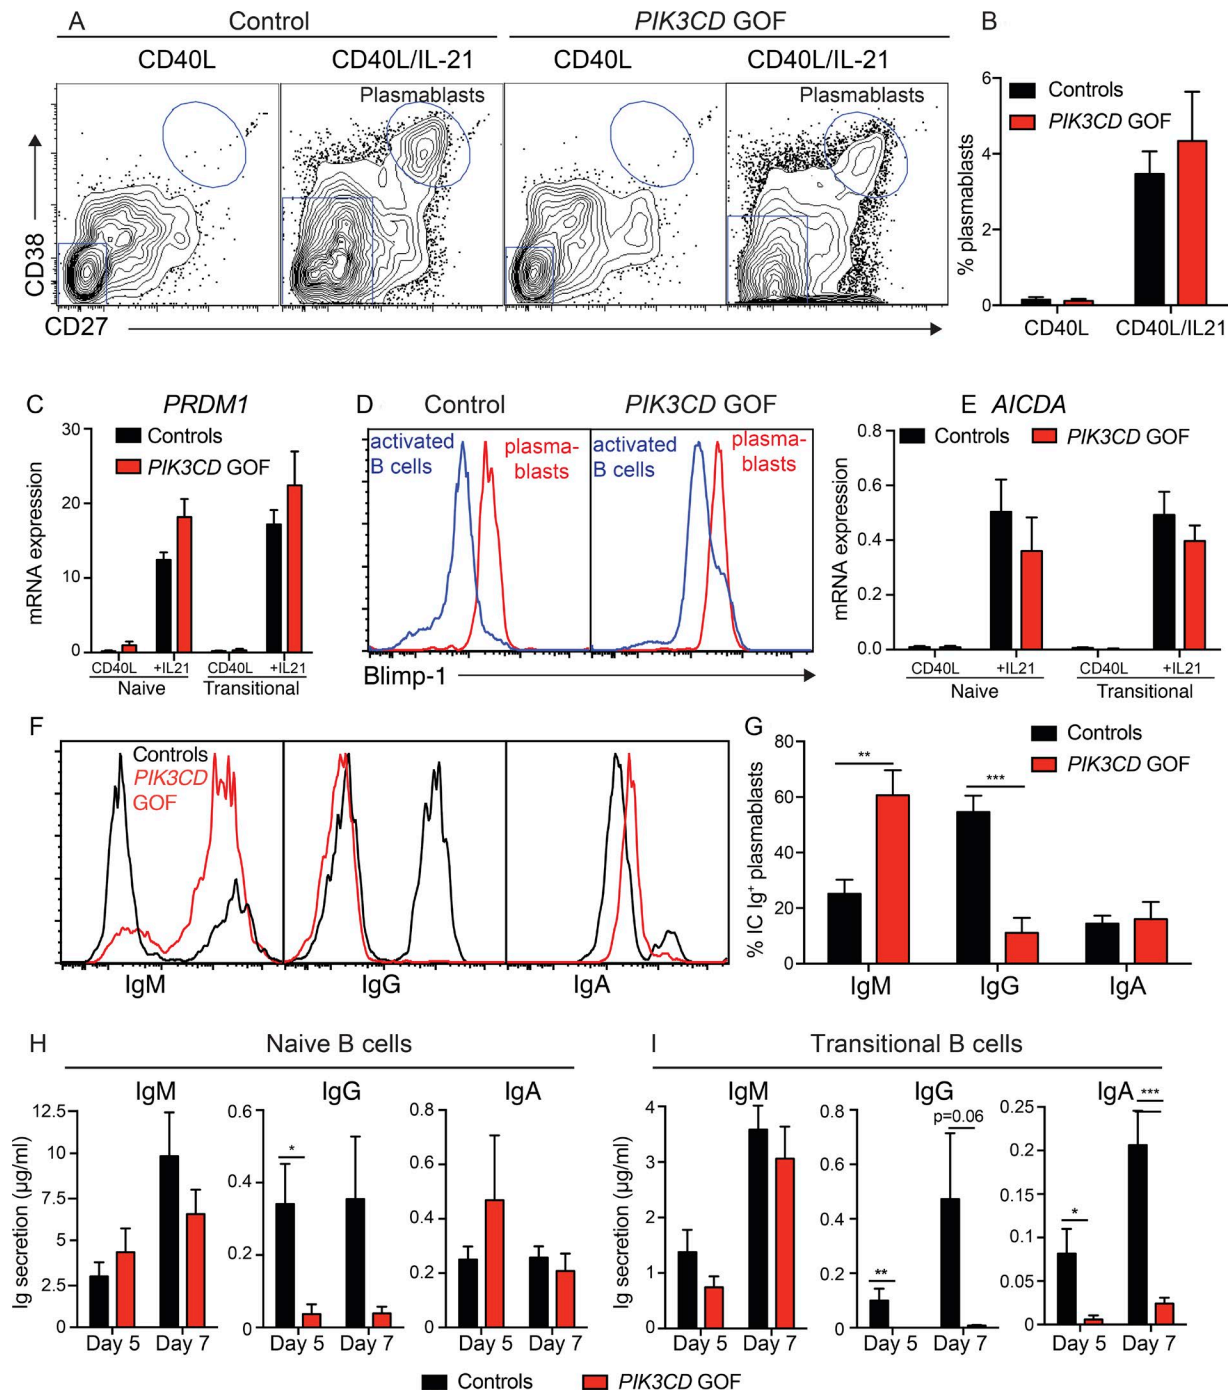 A
Control
PIK3CD GOF
CD40L
CD40L/IL-21
CD40L
CD40L/IL-21
Plasmablasts
Plasmablasts
CD38
CD27
B
6
4
2
0
% plasmablasts
Controls
PIK3CD GOF
CD40L
CD40L/IL21
C
PRDM1
30
20
10
0
mRNA expression
Controls
PIK3CD GOF
CD40L
+IL21
CD40L
+IL21
Naive
Transitional
D
Control
PIK3CD GOF
activated
B cells
plasma-
blasts
activated
B cells
plasma-
blasts
Blimp-1
E
AICDA
0.8
0.6
0.4
0.2
0.0
mRNA expression
Controls
PIK3CD GOF
CD40L
+IL21
CD40L
+IL21
Naive
Transitional
F
Controls
PIK3CD
GOF
IgM
IgG
IgA
G
80
60
40
20
0
% IC Ig+ plasmablasts
Controls
PIK3CD GOF
**
***
IgM
IgG
IgA
H
Naive B cells
IgM
IgG
IgA
Ig secretion (µg/ml)
12.5
10
7.5
5
2.5
0
Day 5
Day 7
0.6
0.4
0.2
0
*
Day 5
Day 7
0.8
0.6
0.4
0.2
0
Day 5
Day 7
I
Transitional B cells
IgM
IgG
IgA
Ig secretion (µg/ml)
4
3
2
1
0
Day 5
Day 7
0.8
0.6
0.4
0.2
0
**
p=0.06
Day 5
Day 7
0.25
0.2
0.15
0.1
0.05
0
*
***
Day 5
Day 7
Controls
PIK3CD GOF